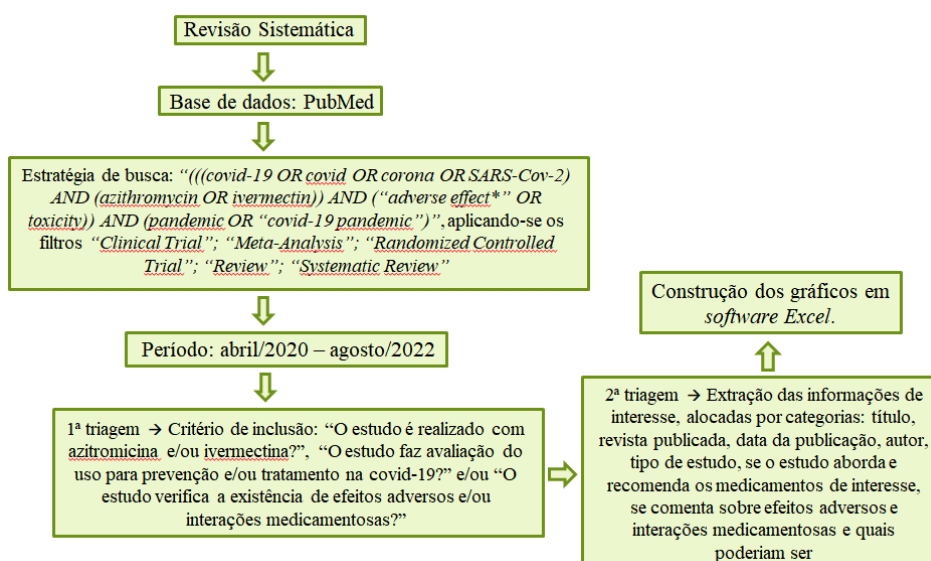 Revisão Sistemática
Base de dados: PubMed
Estratégia de busca: “(((covid-19 OR covid OR corona OR SARS-Cov-2)
AND (azithromycin OR ivermectin)) AND (“adverse effect*” OR
toxicity)) AND (pandemic OR “covid-19 pandemic”)”, aplicando-se os
filtros “Clinical Trial”; “Meta-Analysis”; “Randomized Controlled
Trial”; “Review”; “Systematic Review”
Período: abril/2020 – agosto/2022
1ª triagem → Critério de inclusão: “O estudo é realizado com
azitromicina e/ou ivermectina?”, “O estudo faz avaliação do
uso para prevenção e/ou tratamento na covid-19?” e/ou “O
estudo verifica a existência de efeitos adversos e/ou
interações medicamentosas?”
2ª triagem → Extração das informações de
interesse, alocadas por categorias: título,
revista publicada, data da publicação, autor,
tipo de estudo, se o estudo aborda e
recomenda os medicamentos de interesse,
se comenta sobre efeitos adversos e
interações medicamentosas e quais
poderiam ser
Construção dos gráficos em
software Excel.